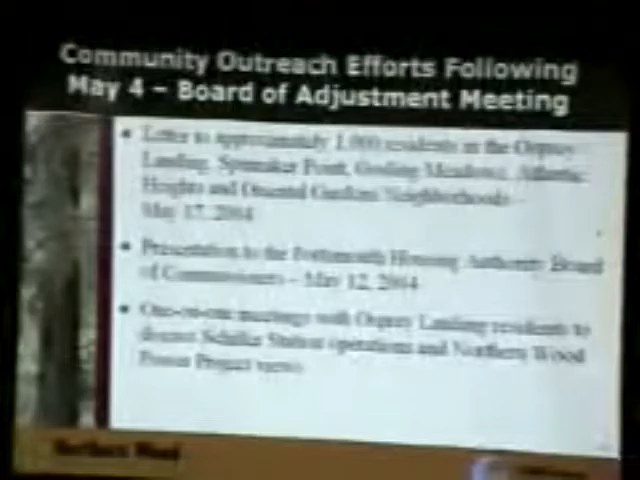 Community Outreach Efforts Following
May 4 – Board of Adjustment Meeting
• Letter to approximately 1,000 residents in the Osprey
Landing, Spinnaker Point, Gosling Meadows, Atlantic
Heights and Oriental Gardens Neighborhoods –
May 17, 2004
• Presentation to the Portsmouth Housing Authority Board
of Commissioners – May 12, 2004
• One-on-one meetings with Osprey Landing residents to
discuss Schiller Station operations and Northern Wood
Power Project views
Northern Wood